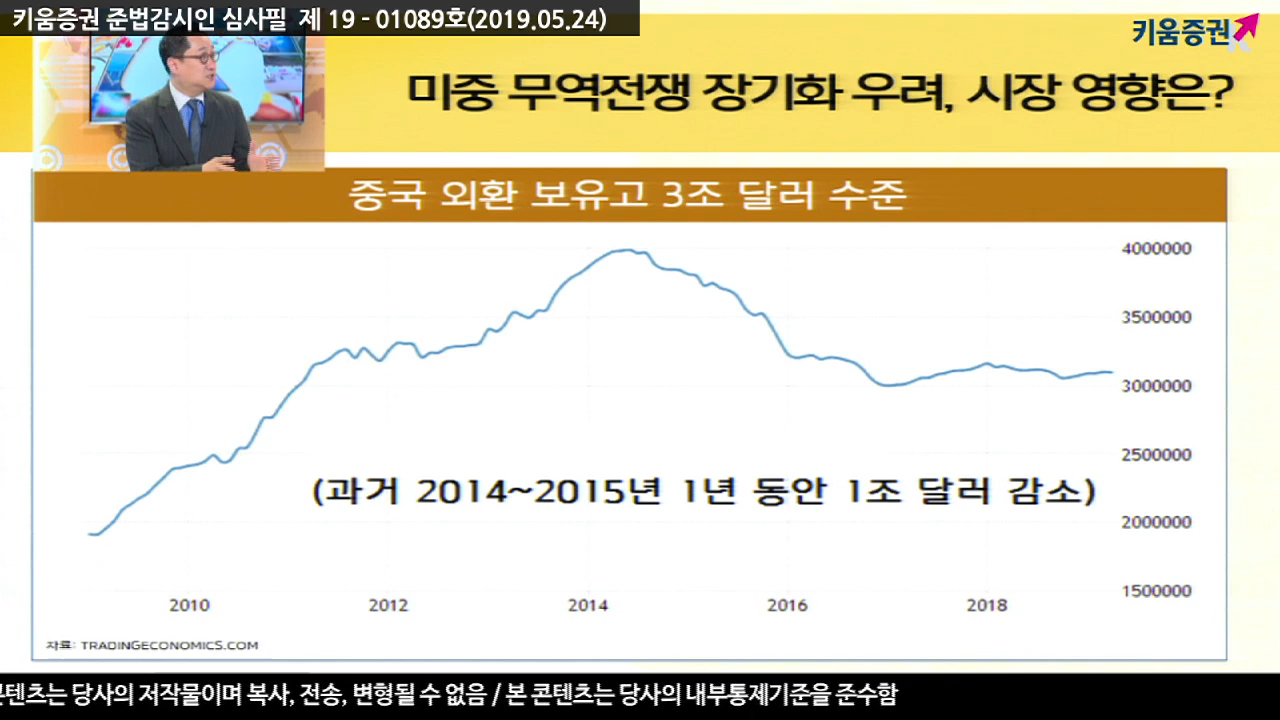 키움증권 준법감시인 심사필 제 19 - 01089호(2019.05.24)
키움증권
미중 무역전쟁 장기화 우려, 시장 영향은?
중국 외환 보유고 3조 달러 수준
4000000
3500000
3000000
2500000
2000000
1500000
(과거 2014~2015년 1년 동안 1조 달러 감소)
2010 2012 2014 2016 2018
자료: TRADINGECONOMICS.COM
콘텐츠는 당사의 저작물이며 복사, 전송, 변형될 수 없음 / 본 콘텐츠는 당사의 내부통제기준을 준수함